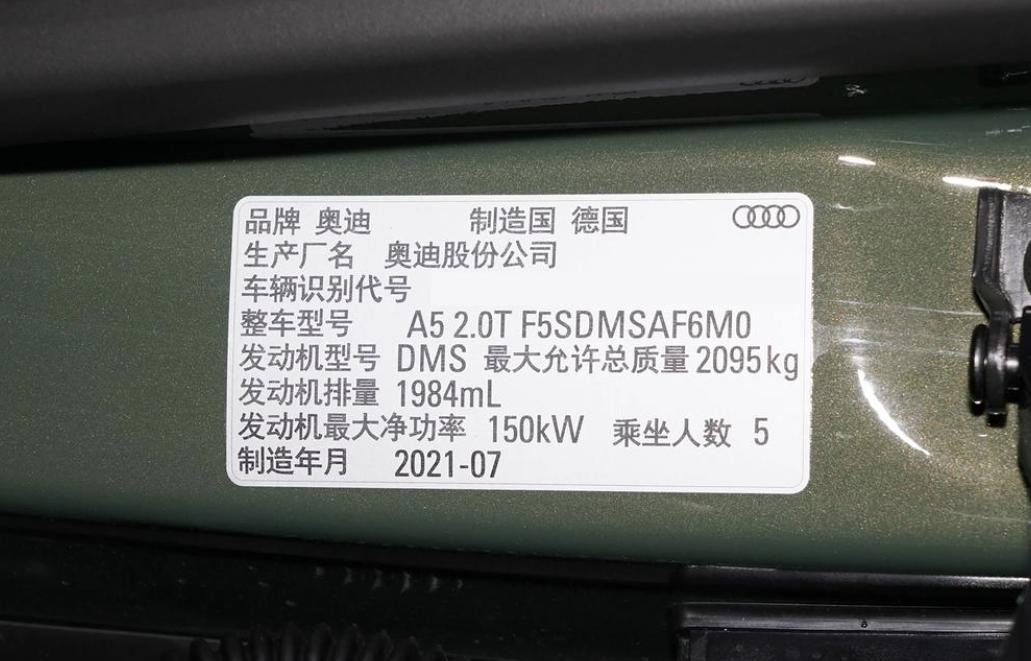 品牌 奥迪 制造国 德国
生产厂名 奥迪股份公司
车辆识别代号
整车型号 A5 2.0T F5SDMSAF6M0
发动机型号 DMS 最大允许总质量 2095kg
发动机排量 1984mL
发动机最大净功率 150kW 乘坐人数 5
制造年月 2021-07